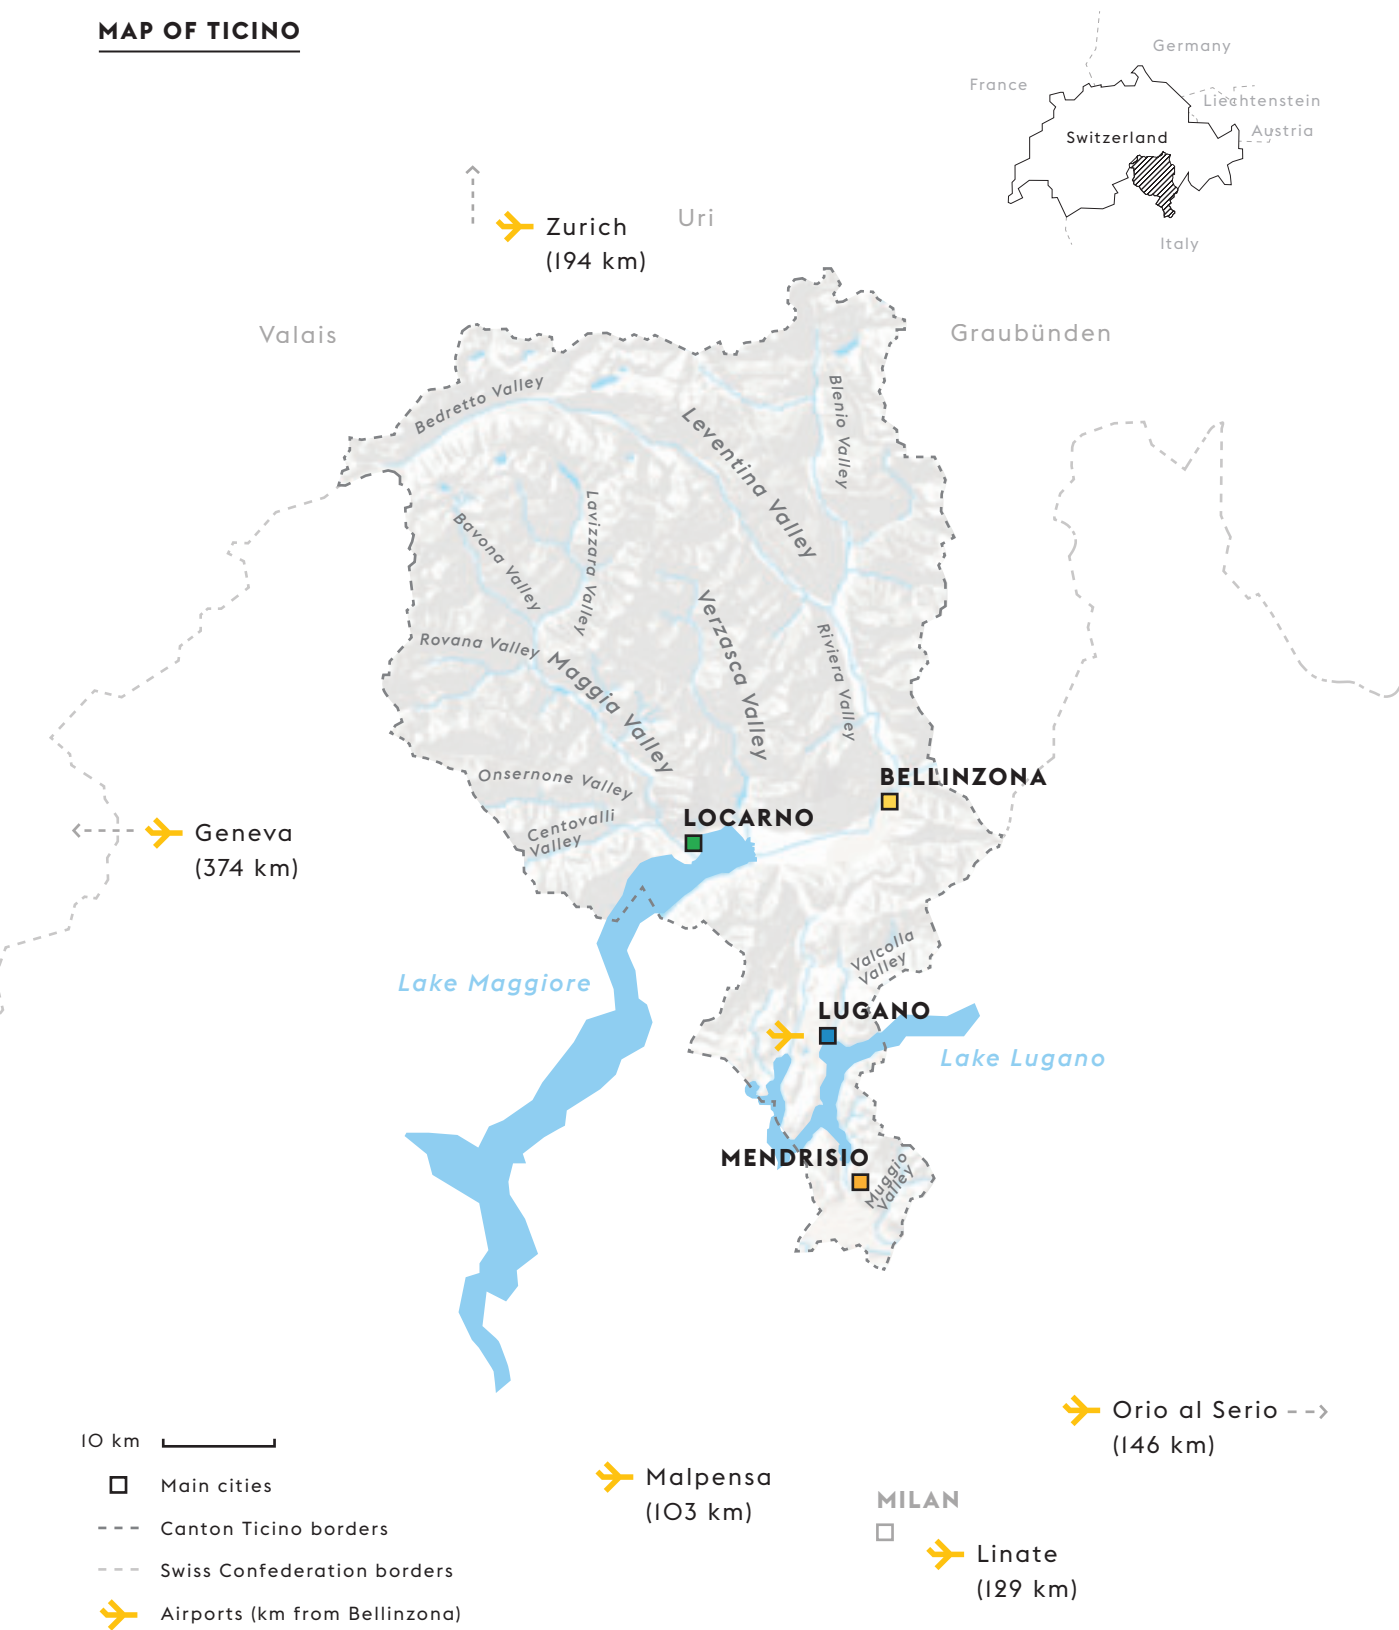 MAP OF TICINO
Germany
France
Liechtenstein
Austria
Switzerland
Italy
Uri
Zurich
(194 km)
Valais
Graubünden
Bedretto Valley
Blenio Valley
Leventina Valley
Lavizzara Valley
Bavona Valley
Verzasca Valley
Riviera Valley
Rovana Valley
Maggia Valley
BELLINZONA
Onsernone Valley
LOCARNO
Centovalli
Valley
Geneva
(374 km)
Valcolla
Valley
Lake Maggiore
LUGANO
Lake Lugano
MENDRISIO
Muggio
Valley
Orio al Serio
(146 km)
Malpensa
(103 km)
MILAN
Linate
(129 km)
10 km
Main cities
Canton Ticino borders
Swiss Confederation borders
Airports (km from Bellinzona)